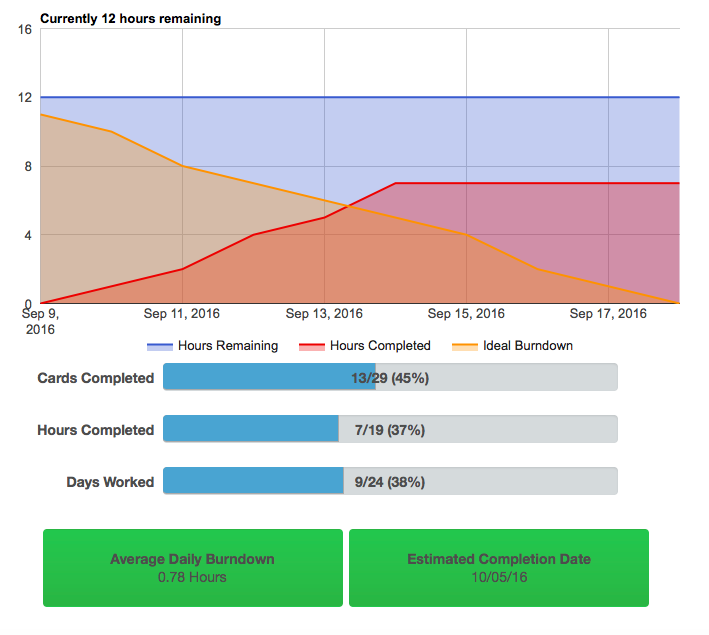 Currently 12 hours remaining
16
12
8
4
0
Sep 9,
2016
Sep 11, 2016
Sep 13, 2016
Sep 15, 2016
Sep 17, 2016
Hours Remaining
Hours Completed
Ideal Burndown
Cards Completed
13/29 (45%)
Hours Completed
7/19 (37%)
Days Worked
9/24 (38%)
Average Daily Burndown
0.78 Hours
Estimated Completion Date
10/05/16